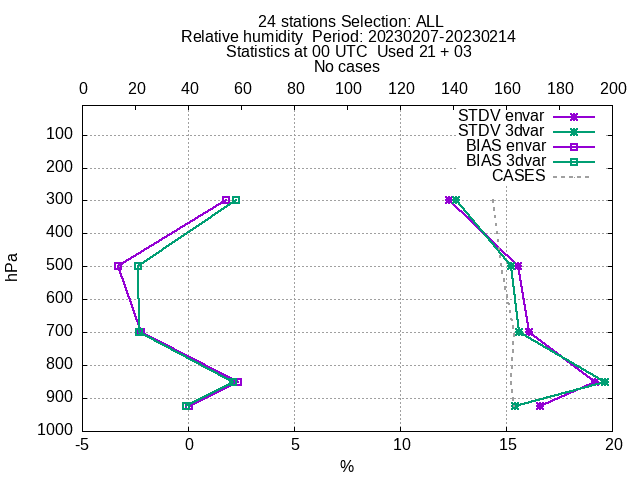 24 stations Selection: ALL
Relative humidity  Period: 20230207-20230214
Statistics at 00 UTC  Used 21 + 03
No cases
0 20 40 60 80 100 120 140 160 180 200
STDV envar
STDV 3dvar
BIAS envar
BIAS 3dvar
CASES
100
200
300
400
500
600
700
800
900
1000
hPa
-5 0 5 10 15 20
%